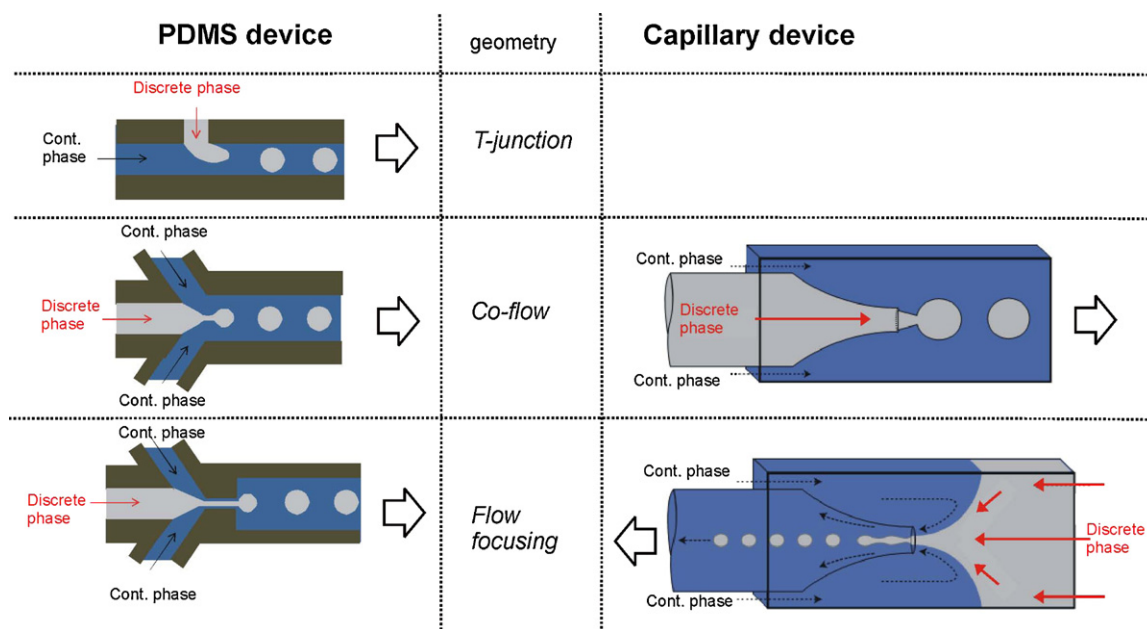 PDMS device
geometry
Capillary device
Discrete phase
Cont.
phase
T-junction
Cont. phase
Discrete
phase
Cont. phase
Co-flow
Cont. phase
Discrete
phase
Cont. phase
Cont. phase
Discrete
phase
Cont. phase
Flow
focusing
Cont. phase
Discrete
phase
Cont. phase